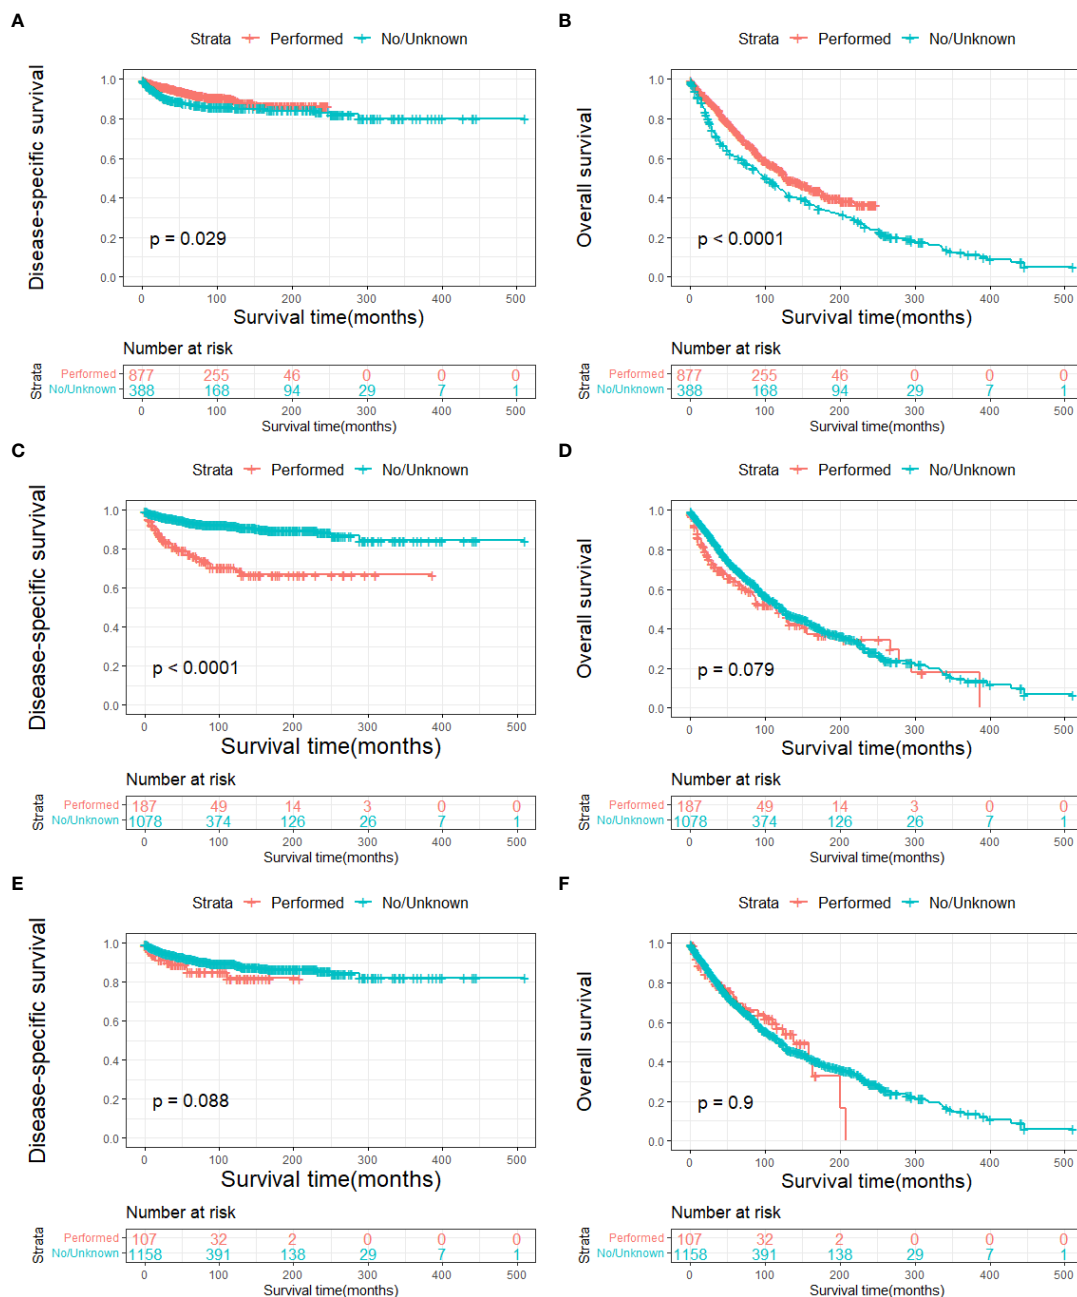 A
Strata Performed No/Unknown
Disease-specific survival
1.0
0.8
0.6
0.4
0.2
0.0
p = 0.029
0 100 200 300 400 500
Survival time(months)
Number at risk
Strata
Performed 877 255 46 0 0 0
No/Unknown 388 168 94 29 7 1
0 100 200 300 400 500
Survival time(months)
B
Strata Performed No/Unknown
Overall survival
1.0
0.8
0.6
0.4
0.2
0.0
p < 0.0001
0 100 200 300 400 500
Survival time(months)
Number at risk
Strata
Performed 877 255 46 0 0 0
No/Unknown 388 168 94 29 7 1
0 100 200 300 400 500
Survival time(months)
C
Strata Performed No/Unknown
Disease-specific survival
1.0
0.8
0.6
0.4
0.2
0.0
p < 0.0001
0 100 200 300 400 500
Survival time(months)
Number at risk
Strata
Performed 187 49 14 3 0 0
No/Unknown 1078 374 126 26 7 1
0 100 200 300 400 500
Survival time(months)
D
Strata Performed No/Unknown
Overall survival
1.0
0.8
0.6
0.4
0.2
0.0
p = 0.079
0 100 200 300 400 500
Survival time(months)
Number at risk
Strata
Performed 187 49 14 3 0 0
No/Unknown 1078 374 126 26 7 1
0 100 200 300 400 500
Survival time(months)
E
Strata Performed No/Unknown
Disease-specific survival
1.0
0.8
0.6
0.4
0.2
0.0
p = 0.088
0 100 200 300 400 500
Survival time(months)
Number at risk
Strata
Performed 107 32 2 0 0 0
No/Unknown 1158 391 138 29 7 1
0 100 200 300 400 500
Survival time(months)
F
Strata Performed No/Unknown
Overall survival
1.0
0.8
0.6
0.4
0.2
0.0
p = 0.9
0 100 200 300 400 500
Survival time(months)
Number at risk
Strata
Performed 107 32 2 0 0 0
No/Unknown 1158 391 138 29 7 1
0 100 200 300 400 500
Survival time(months)